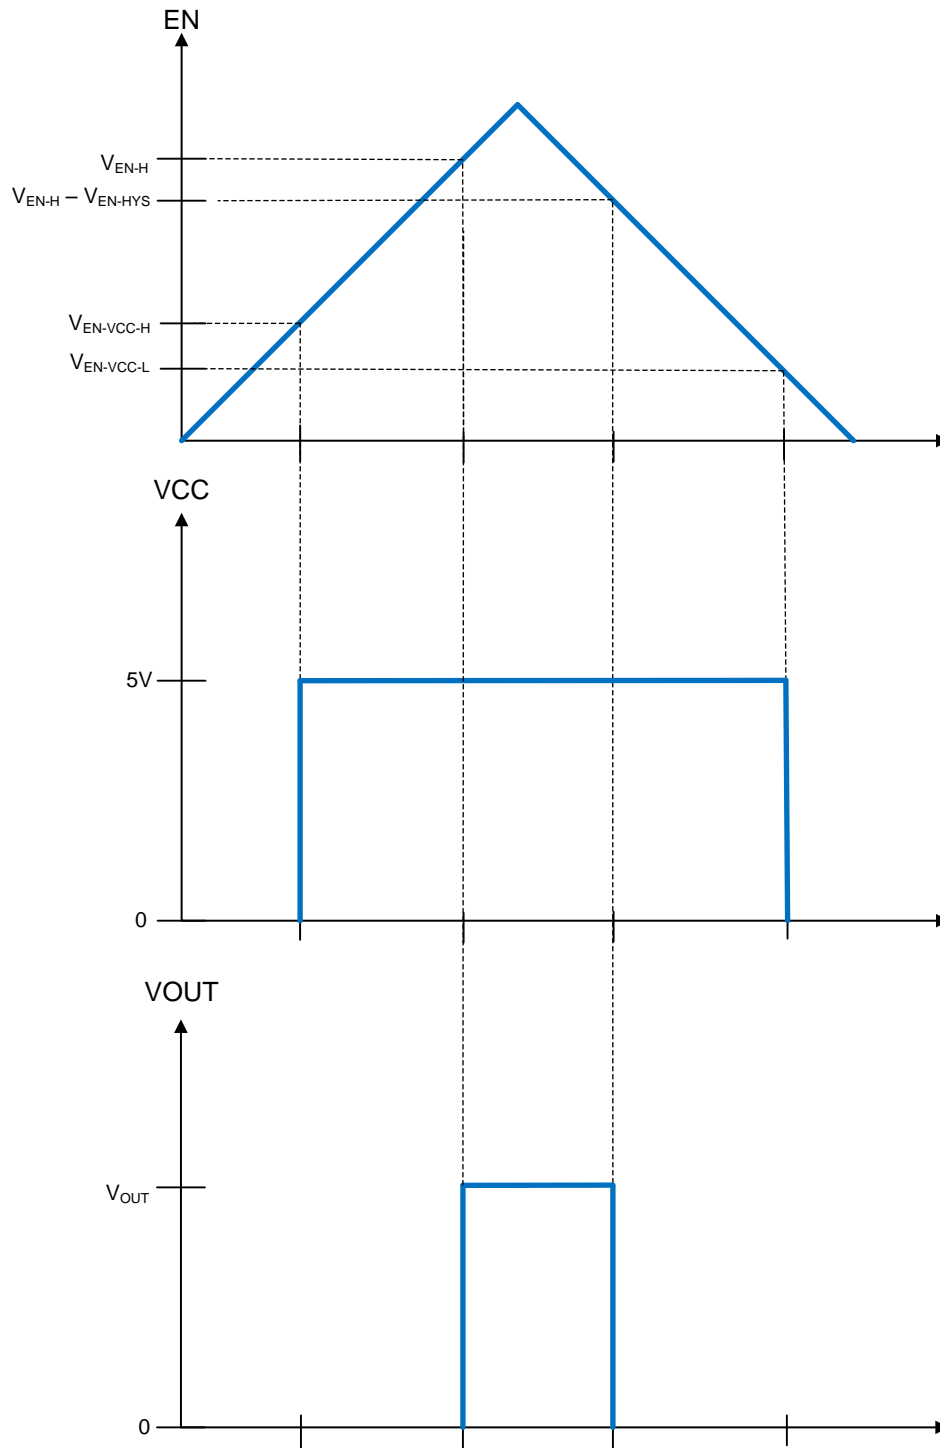 EN
VEN-H
VEN-H – VEN-HYS
VEN-VCC-H
VEN-VCC-L
VCC
5V
0
VOUT
VOUT
0